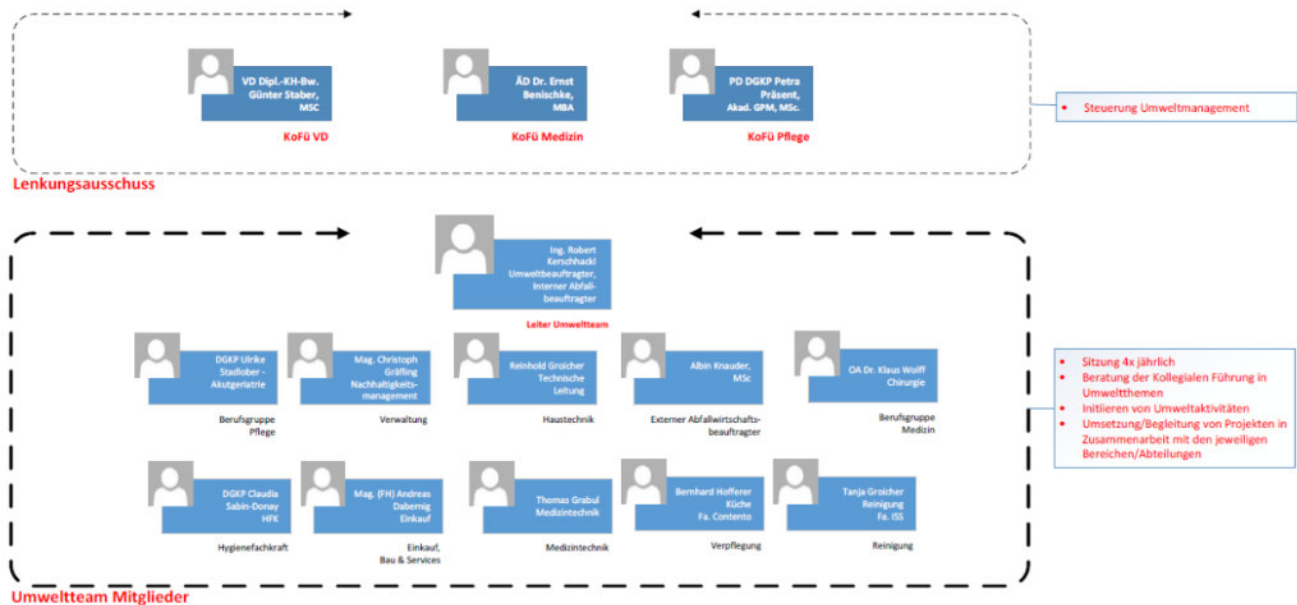 VD Dipl.-KH-Bw.
Günter Staber,
MSC
KoFü VD
ÄD Dr. Ernst
Benischke,
MBA
KoFü Medizin
PD DGKP Petra
Präsent,
Akad. GPM, MSc.
KoFü Pflege
• Steuerung Umweltmanagement
Lenkungsausschuss
Ing. Robert
Kerschhackl
Umweltbeauftragter,
Interner Abfall-
beauftragter
Leiter Umweltteam
DGKP Ulrike
Stadlober -
Akutgeriatrie
Berufsgruppe
Pflege
Mag. Christoph
Gräfling
Nachhaltigkeits-
management
Verwaltung
Reinhold Groicher
Technische
Leitung
Haustechnik
Albin Knauder,
MSc
Externer Abfallwirtschafts-
beauftragter
OA Dr. Klaus Wolff
Chirurgie
Berufsgruppe
Medizin
• Sitzung 4x jährlich
• Beratung der Kollegialen Führung in
Umweltthemen
• Initiieren von Umweltaktivitäten
• Umsetzung/Begleitung von Projekten in
Zusammenarbeit mit den jeweiligen
Bereichen/Abteilungen
DGKP Claudia
Sabin-Donay
HFK
Hygienefachkraft
Mag. (FH) Andreas
Dabernig
Einkauf
Einkauf,
Bau & Services
Thomas Grabul
Medizintechnik
Medizintechnik
Bernhard Hofferer
Küche
Fa. Contento
Verpflegung
Tanja Groicher
Reinigung
Fa. ISS
Reinigung
Umweltteam Mitglieder